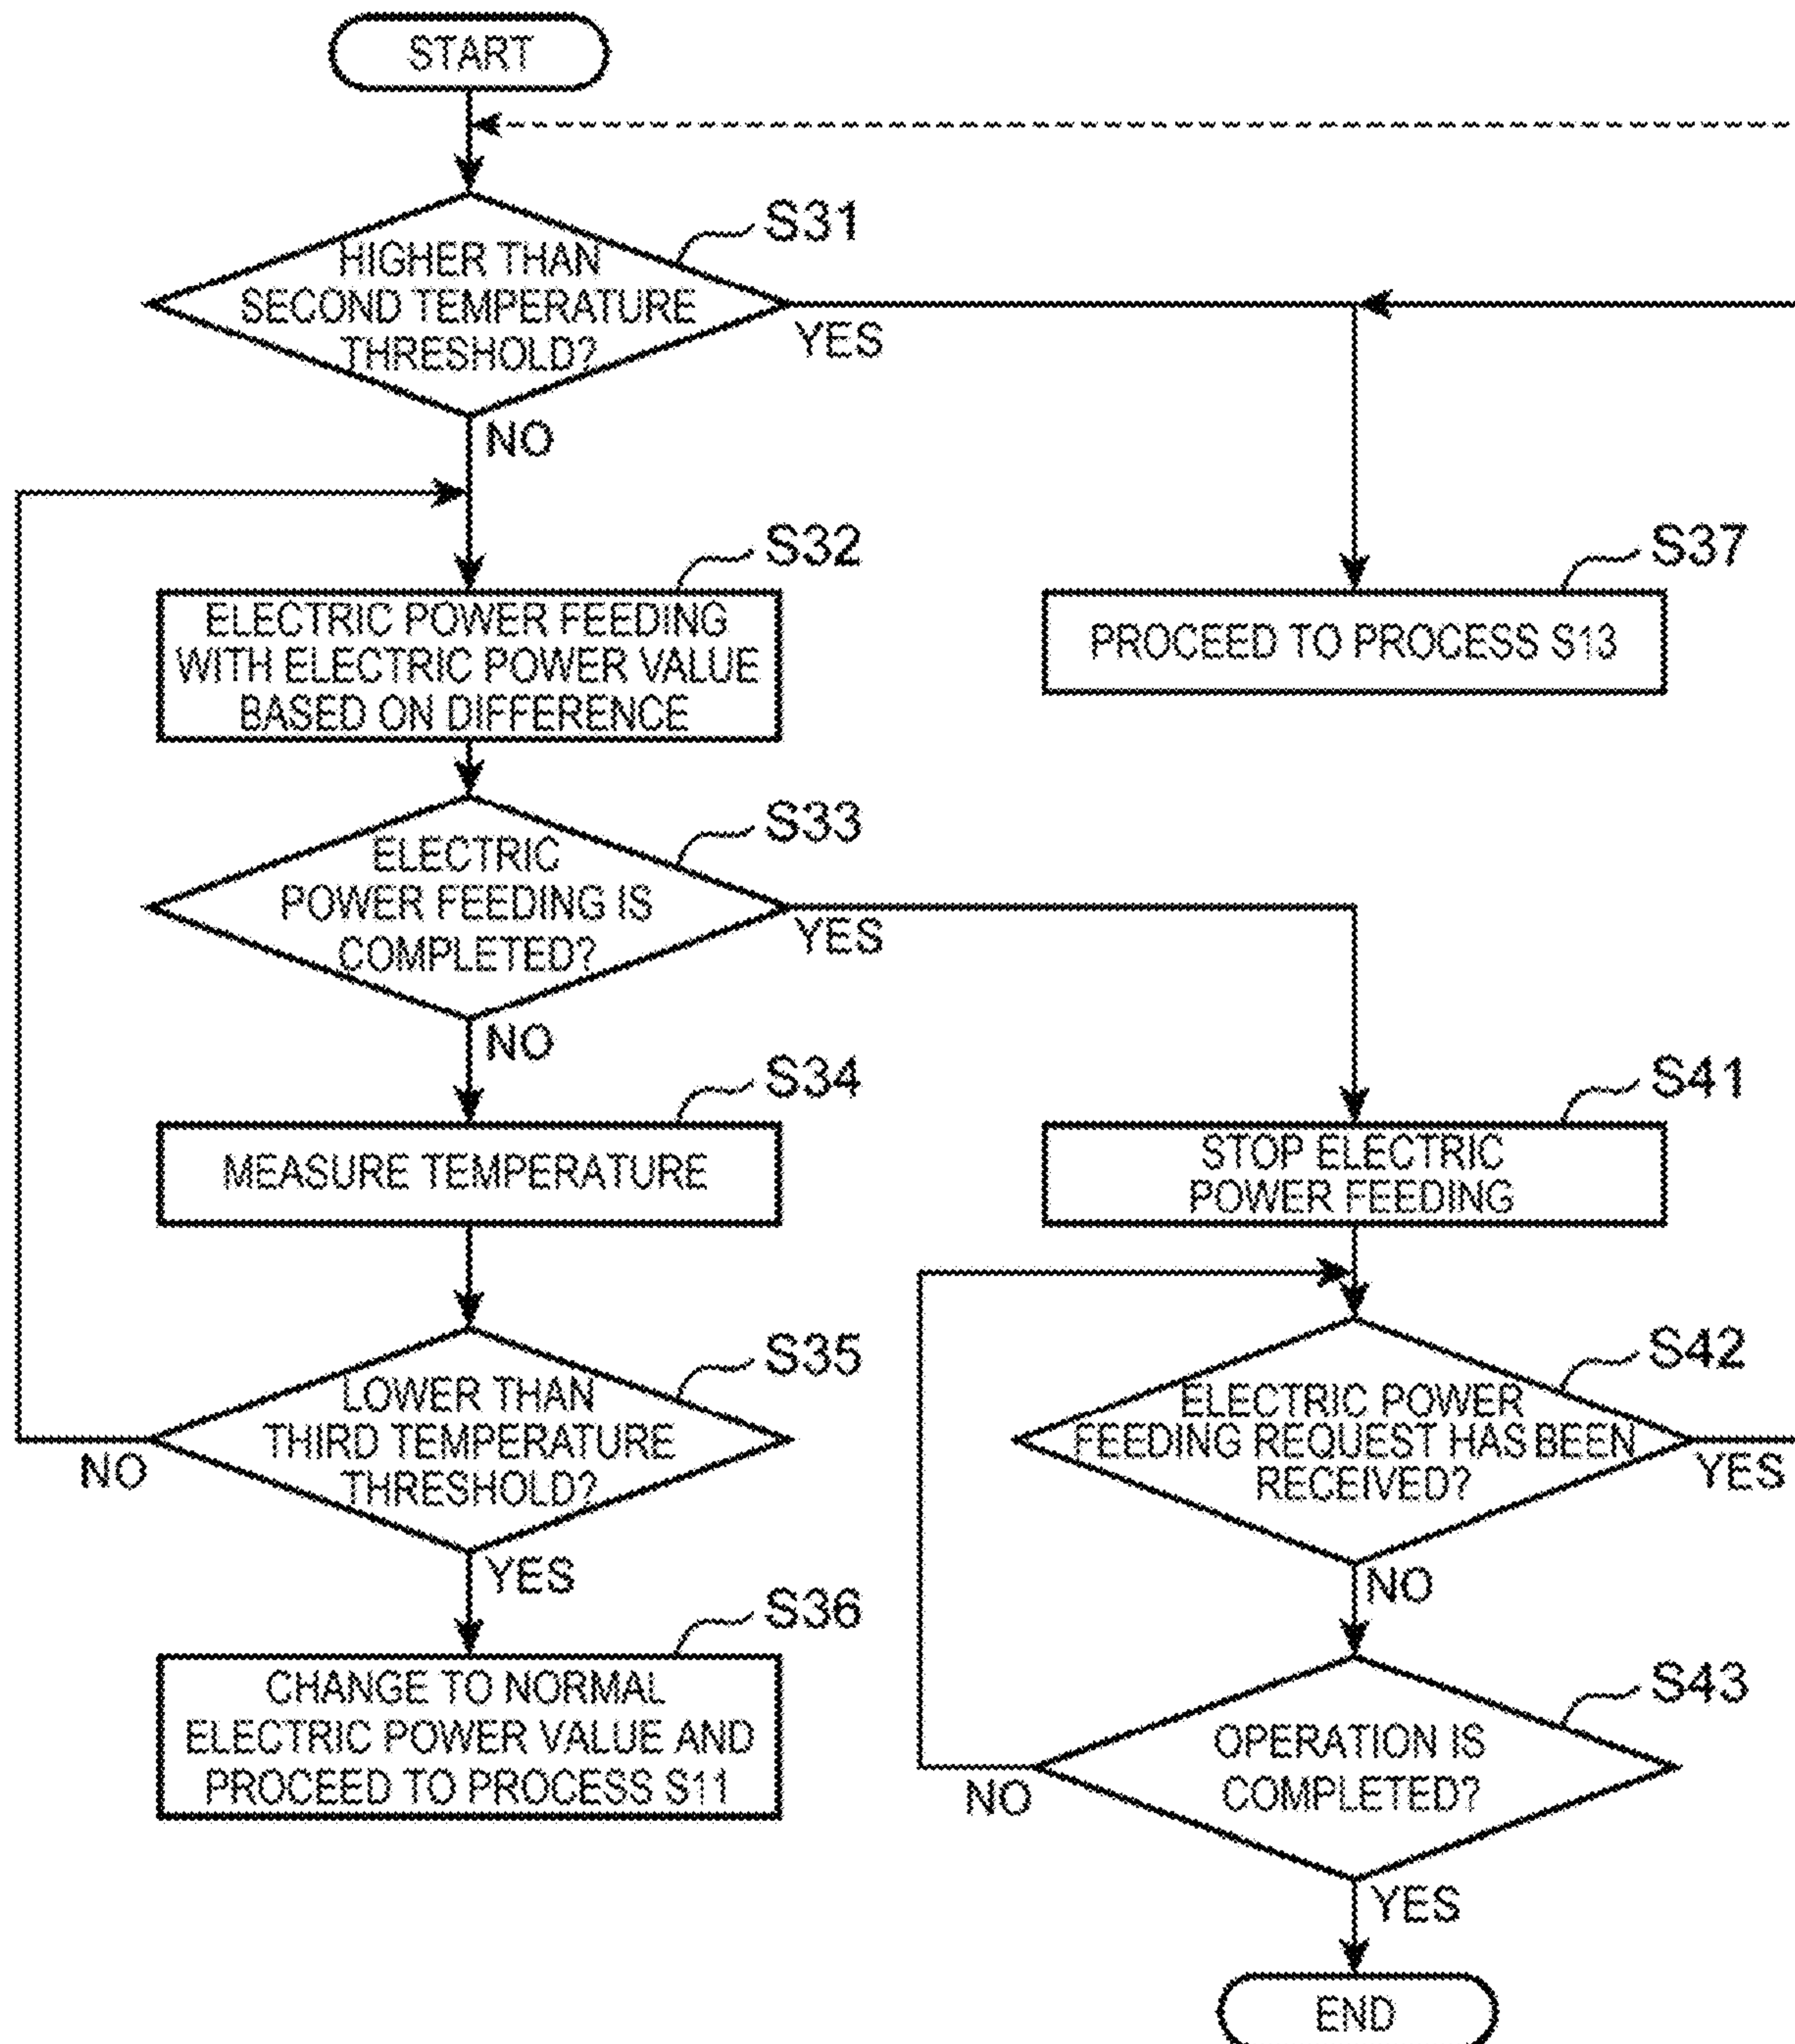 START
S31
HIGHER THAN
SECOND TEMPERATURE
THRESHOLD?
YES
NO
S32
ELECTRIC POWER FEEDING
WITH ELECTRIC POWER VALUE
BASED ON DIFFERENCE
S37
PROCEED TO PROCESS S13
S33
ELECTRIC
POWER FEEDING IS
COMPLETED?
YES
NO
S34
MEASURE TEMPERATURE
S41
STOP ELECTRIC
POWER FEEDING
S35
LOWER THAN
THIRD TEMPERATURE
THRESHOLD?
NO
YES
S42
ELECTRIC POWER
FEEDING REQUEST HAS BEEN
RECEIVED?
YES
NO
S36
CHANGE TO NORMAL
ELECTRIC POWER VALUE AND
PROCEED TO PROCESS S11
S43
OPERATION IS
COMPLETED?
NO
YES
END